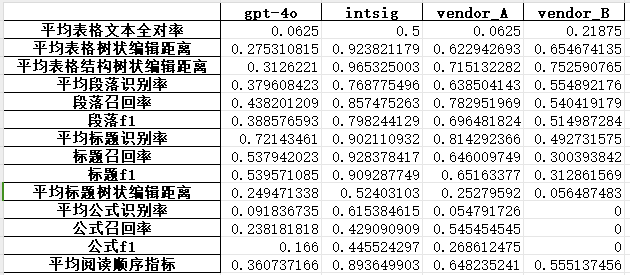 gpt-4o intsig vendor_A vendor_B
平均表格文本全对率 0.0625 0.5 0.0625 0.21875
平均表格树状编辑距离 0.275310815 0.923821179 0.622942693 0.654674135
平均表格结构树状编辑距离 0.3126221 0.965325003 0.715132282 0.752590765
平均段落识别率 0.379608423 0.768775496 0.638504143 0.554892176
段落召回率 0.438201209 0.857475263 0.782951969 0.540419179
段落f1 0.388576593 0.798244129 0.696481824 0.514987284
平均标题识别率 0.72143461 0.902110932 0.814292366 0.492731575
标题召回率 0.537942023 0.928378417 0.646009749 0.300393842
标题f1 0.539571085 0.909287749 0.65163377 0.312861569
平均标题树状编辑距离 0.249471338 0.52403103 0.25279592 0.056487483
平均公式识别率 0.091836735 0.615384615 0.054791726 0
公式召回率 0.238181818 0.429090909 0.545454545 0
公式f1 0.166 0.445524297 0.268612475 0
平均阅读顺序指标 0.360737166 0.893649903 0.648235241 0.555137456